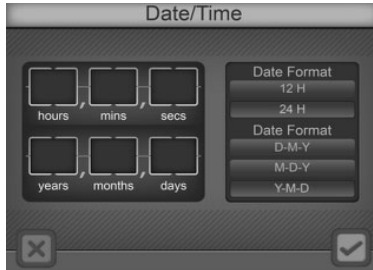 Date/Time
hours , mins , secs
years , months , days
Date Format
12 H
24 H
Date Format
D-M-Y
M-D-Y
Y-M-D